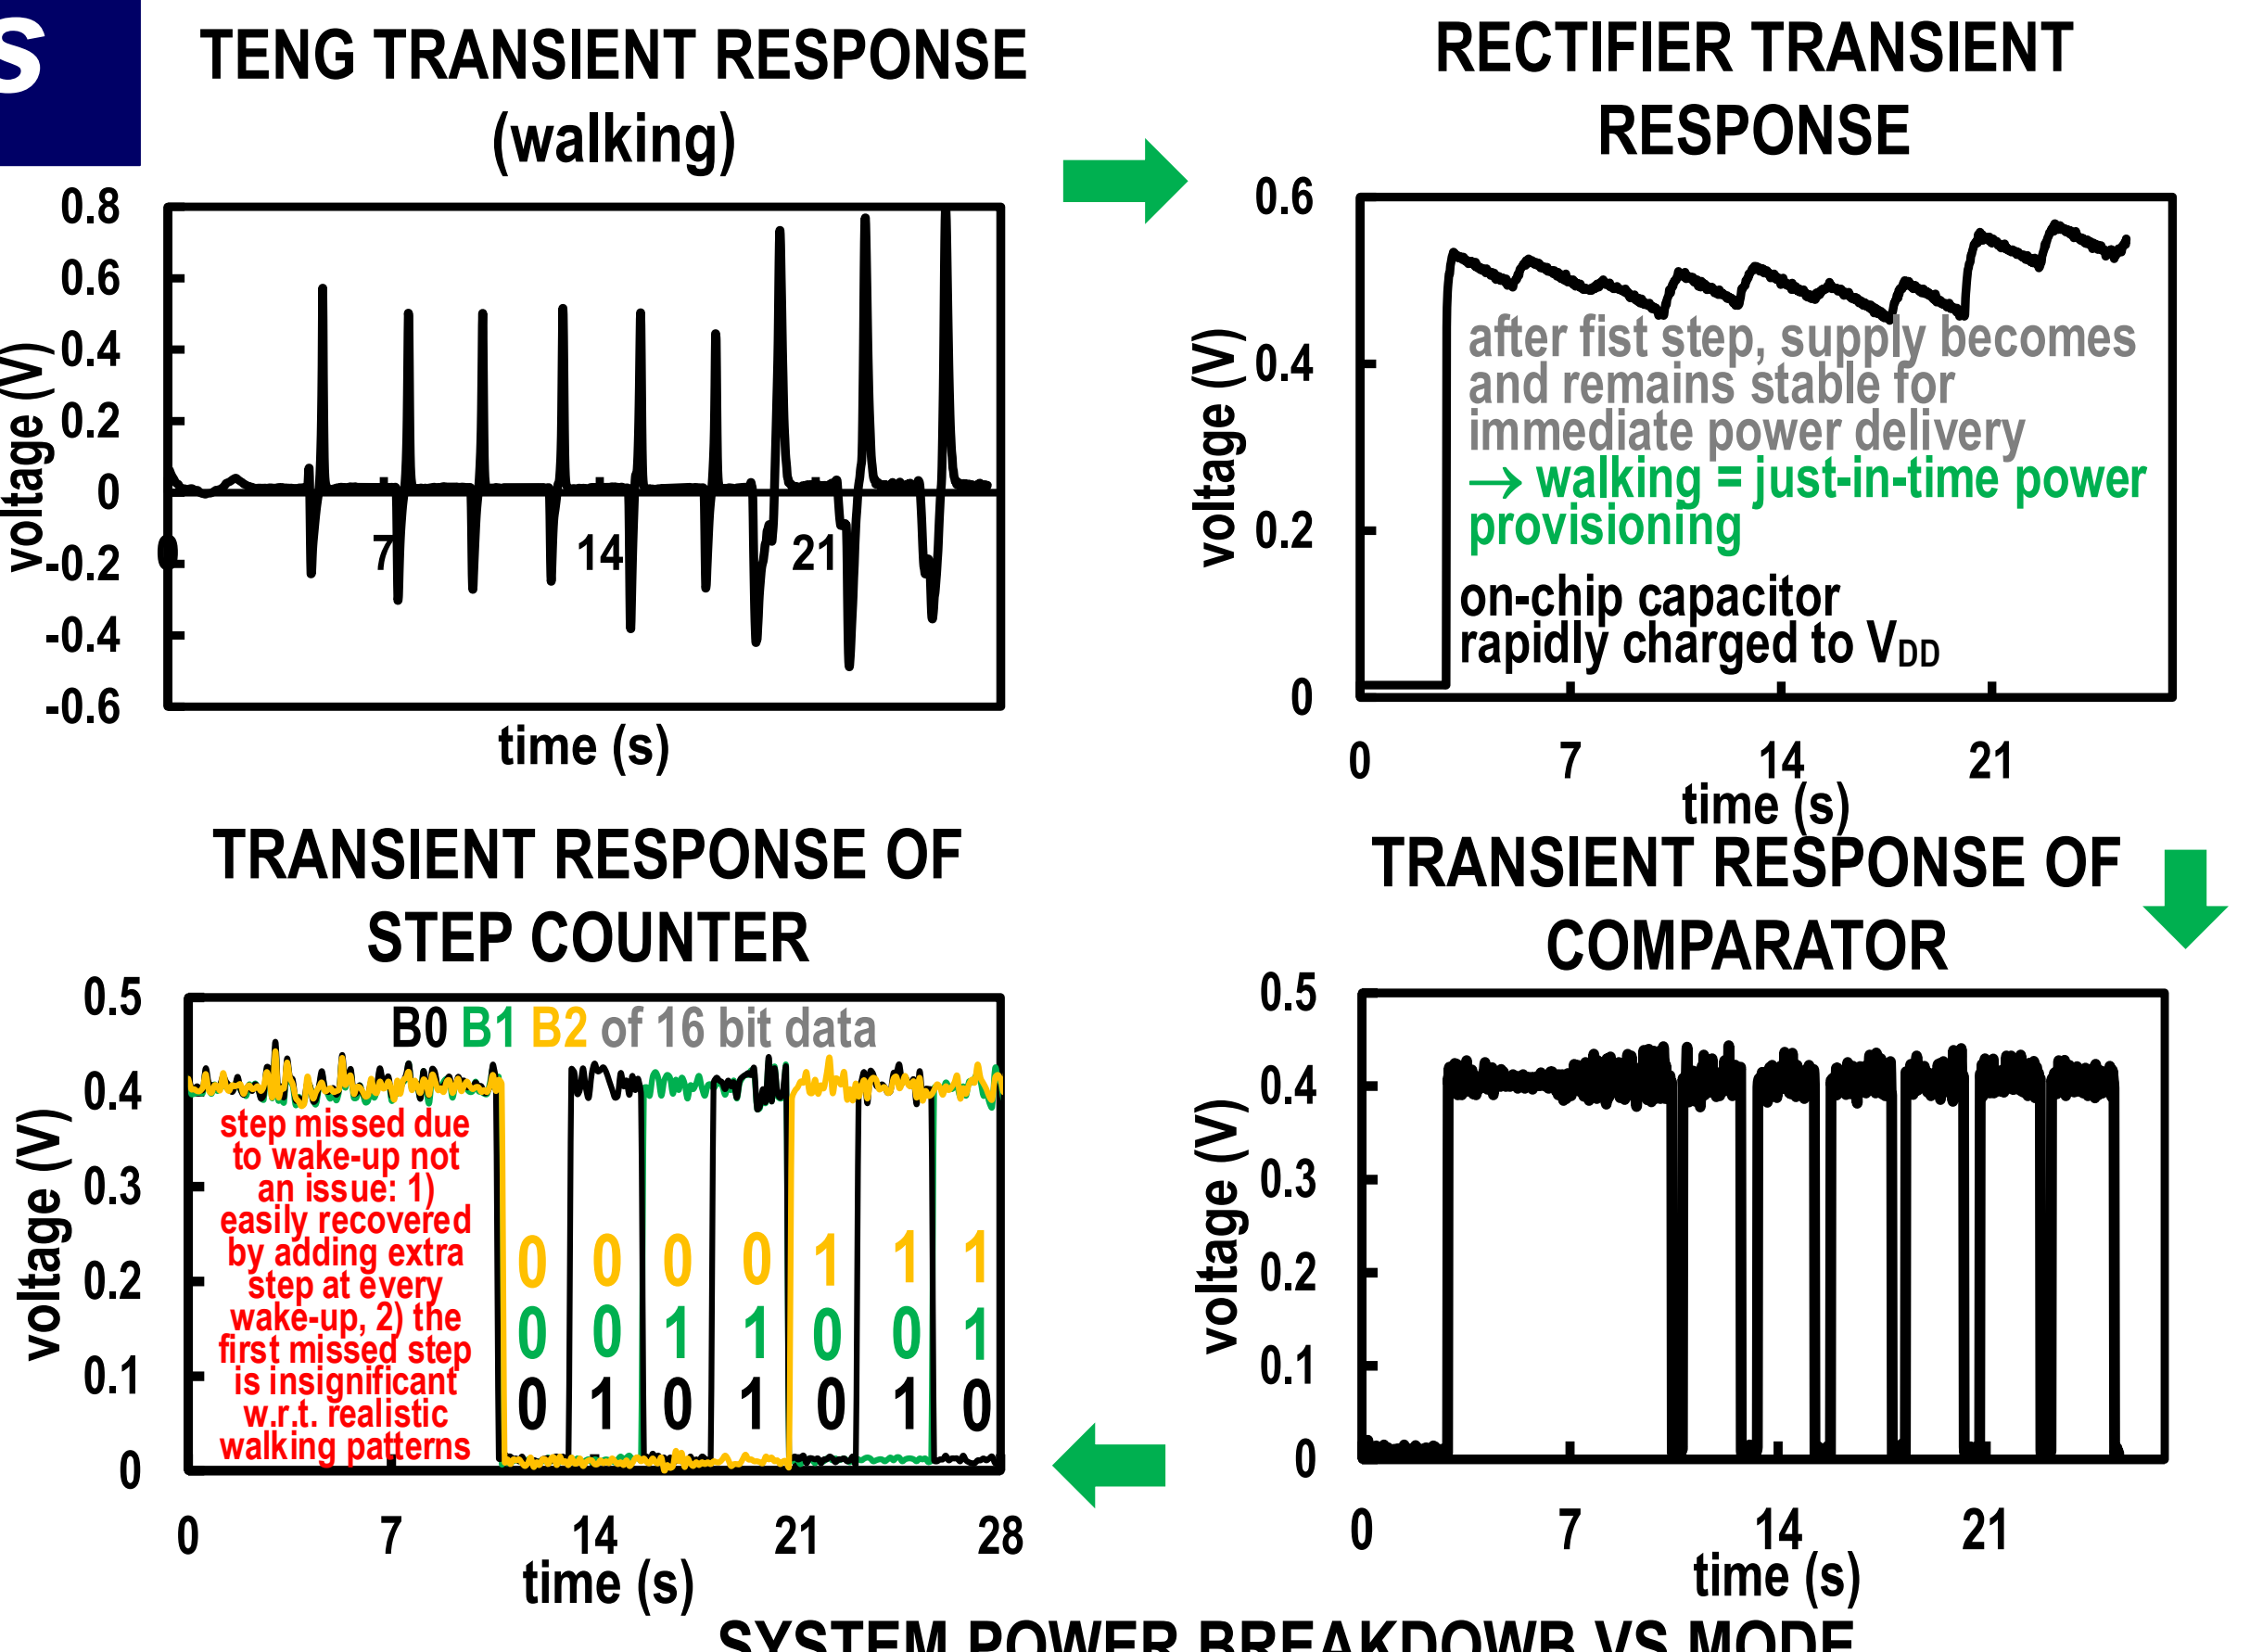 s
TENG TRANSIENT RESPONSE
(walking)
0.8
0.6
0.4
0.2
0
-0.2
-0.4
-0.6
voltage (V)
0
7
14
21
time (s)
RECTIFIER TRANSIENT
RESPONSE
0.6
0.4
0.2
0
voltage (V)
after fist step, supply becomes
and remains stable for
immediate power delivery
→ walking = just-in-time power
provisioning
on-chip capacitor
rapidly charged to VDD
0
7
14
21
time (s)
TRANSIENT RESPONSE OF
STEP COUNTER
0.5
0.4
0.3
0.2
0.1
0
voltage (V)
B0 B1 B2 of 16 bit data
step missed due
to wake-up not
an issue: 1)
easily recovered
by adding extra
step at every
wake-up, 2) the
first missed step
is insignificant
w.r.t. realistic
walking patterns
0 0 0 0 1 1 1
0 0 1 1 0 0 1
0 1 0 1 0 1 0
0
7
14
21
28
time (s)
TRANSIENT RESPONSE OF
COMPARATOR
0.5
0.4
0.3
0.2
0.1
0
voltage (V)
0
7
14
21
time (s)
SYSTEM POWER BREAKDOWB VS MODE